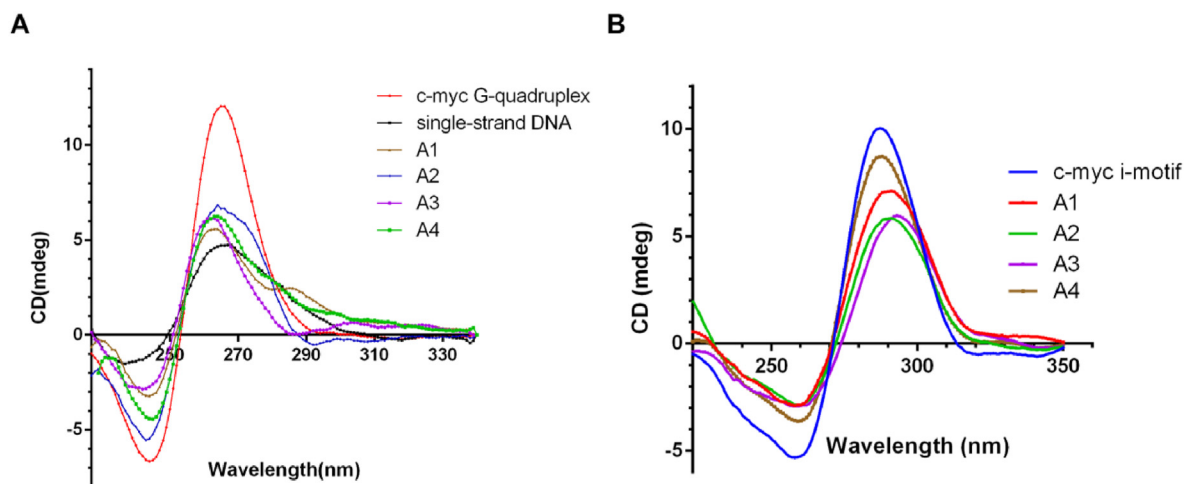 A
CD(mdeg)
10
5
0
-5
250
270
290
310
330
Wavelength(nm)
c-myc G-quadruplex
single-strand DNA
A1
A2
A3
A4
B
CD (mdeg)
10
5
0
-5
250
300
350
Wavelength (nm)
c-myc i-motif
A1
A2
A3
A4